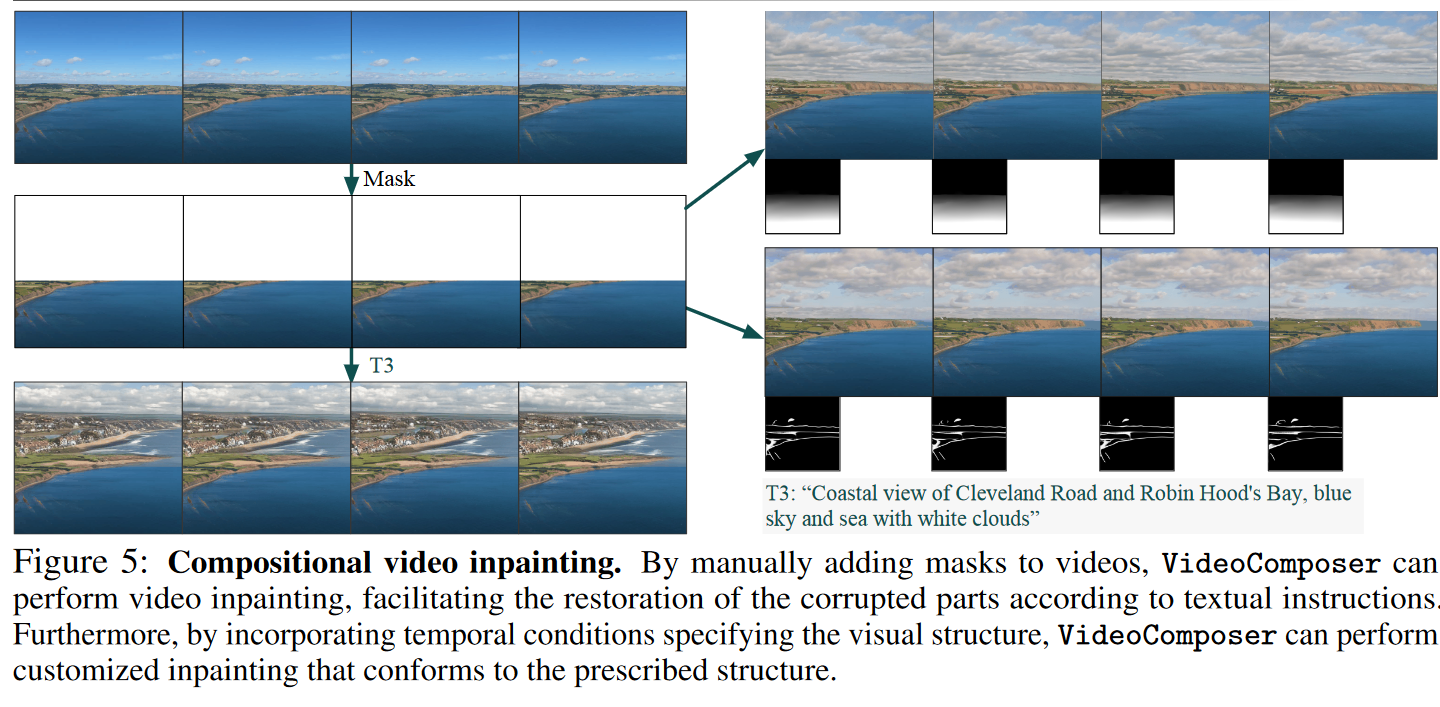 Mask
T3
T3: “Coastal view of Cleveland Road and Robin Hood's Bay, blue
sky and sea with white clouds”
Figure 5: Compositional video inpainting. By manually adding masks to videos, VideoComposer can
perform video inpainting, facilitating the restoration of the corrupted parts according to textual instructions.
Furthermore, by incorporating temporal conditions specifying the visual structure, VideoComposer can perform
customized inpainting that conforms to the prescribed structure.